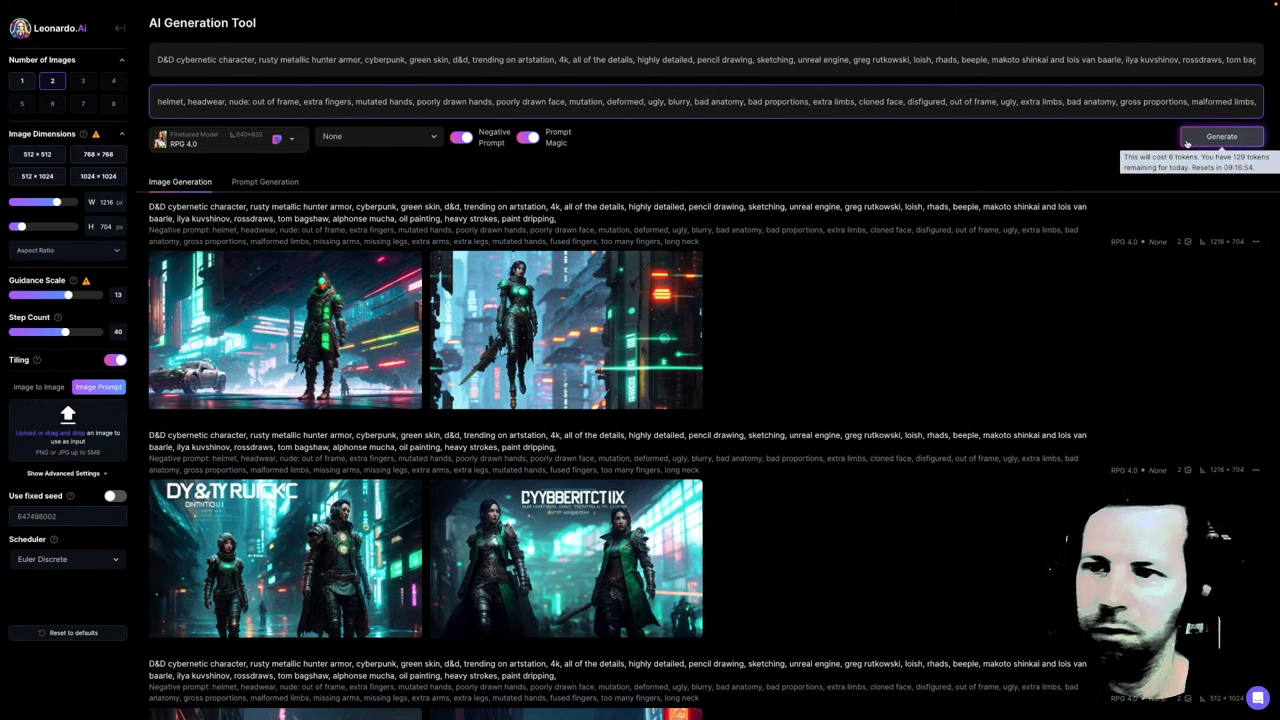 AI Generation Tool
Leonardo.Ai
Number of Images
1 2 3 4
5 6 7 8
Image Dimensions
512 × 512 768 × 768
512 × 1024 1024 × 1024
W 1216 px
H 704 px
Aspect Ratio
Guidance Scale
13
Step Count
40
Tiling
Image to Image Image Prompt
Upload or drag and drop an image to
use as input
PNG or JPG up to 5MB
Show Advanced Settings
Use fixed seed
647498002
Scheduler
Euler Discrete
Reset to defaults
D&D cybernetic character, rusty metallic hunter armor, cyberpunk, green skin, d&d, trending on artstation, 4k, all of the details, highly detailed, pencil drawing, sketching, unreal engine, greg rutkowski, loish, rhads, beeple, makoto shinkai and lois van baarle, ilya kuvshinov, rossdraws, tom bag
helmet, headwear, nude: out of frame, extra fingers, mutated hands, poorly drawn hands, poorly drawn face, mutation, deformed, ugly, blurry, bad anatomy, bad proportions, extra limbs, cloned face, disfigured, out of frame, ugly, extra limbs, bad anatomy, gross proportions, malformed limbs,
Finetuned Model 640×832
RPG 4.0
None
Negative
Prompt
Prompt
Magic
Generate
This will cost 6 tokens. You have 129 tokens
remaining for today. Resets in 09:16:54.
Image Generation Prompt Generation
D&D cybernetic character, rusty metallic hunter armor, cyberpunk, green skin, d&d, trending on artstation, 4k, all of the details, highly detailed, pencil drawing, sketching, unreal engine, greg rutkowski, loish, rhads, beeple, makoto shinkai and lois van
baarle, ilya kuvshinov, rossdraws, tom bagshaw, alphonse mucha, oil painting, heavy strokes, paint dripping,
Negative prompt: helmet, headwear, nude: out of frame, extra fingers, mutated hands, poorly drawn hands, poorly drawn face, mutation, deformed, ugly, blurry, bad anatomy, bad proportions, extra limbs, cloned face, disfigured, out of frame, ugly, extra limbs, bad
anatomy, gross proportions, malformed limbs, missing arms, missing legs, extra arms, extra legs, mutated hands, fused fingers, too many fingers, long neck
RPG 4.0 • None 2 1216 × 704
D&D cybernetic character, rusty metallic hunter armor, cyberpunk, green skin, d&d, trending on artstation, 4k, all of the details, highly detailed, pencil drawing, sketching, unreal engine, greg rutkowski, loish, rhads, beeple, makoto shinkai and lois van
baarle, ilya kuvshinov, rossdraws, tom bagshaw, alphonse mucha, oil painting, heavy strokes, paint dripping,
Negative prompt: helmet, headwear, nude: out of frame, extra fingers, mutated hands, poorly drawn hands, poorly drawn face, mutation, deformed, ugly, blurry, bad anatomy, bad proportions, extra limbs, cloned face, disfigured, out of frame, ugly, extra limbs, bad
anatomy, gross proportions, malformed limbs, missing arms, missing legs, extra arms, extra legs, mutated hands, fused fingers, too many fingers, long neck
RPG 4.0 • None 2 1216 × 704
D&D cybernetic character, rusty metallic hunter armor, cyberpunk, green skin, d&d, trending on artstation, 4k, all of the details, highly detailed, pencil drawing, sketching, unreal engine, greg rutkowski, loish, rhads, beeple, makoto shinkai and lois van
baarle, ilya kuvshinov, rossdraws, tom bagshaw, alphonse mucha, oil painting, heavy strokes, paint dripping,
Negative prompt: helmet, headwear, nude: out of frame, extra fingers, mutated hands, poorly drawn hands, poorly drawn face, mutation, deformed, ugly, blurry, bad anatomy, bad proportions, extra limbs, cloned face, disfigured, out of frame, ugly, extra limbs, bad
anatomy, gross proportions, malformed limbs, missing arms, missing legs, extra arms, extra legs, mutated hands, fused fingers, too many fingers, long neck
RPG 4.0 • None 2 512 × 1024